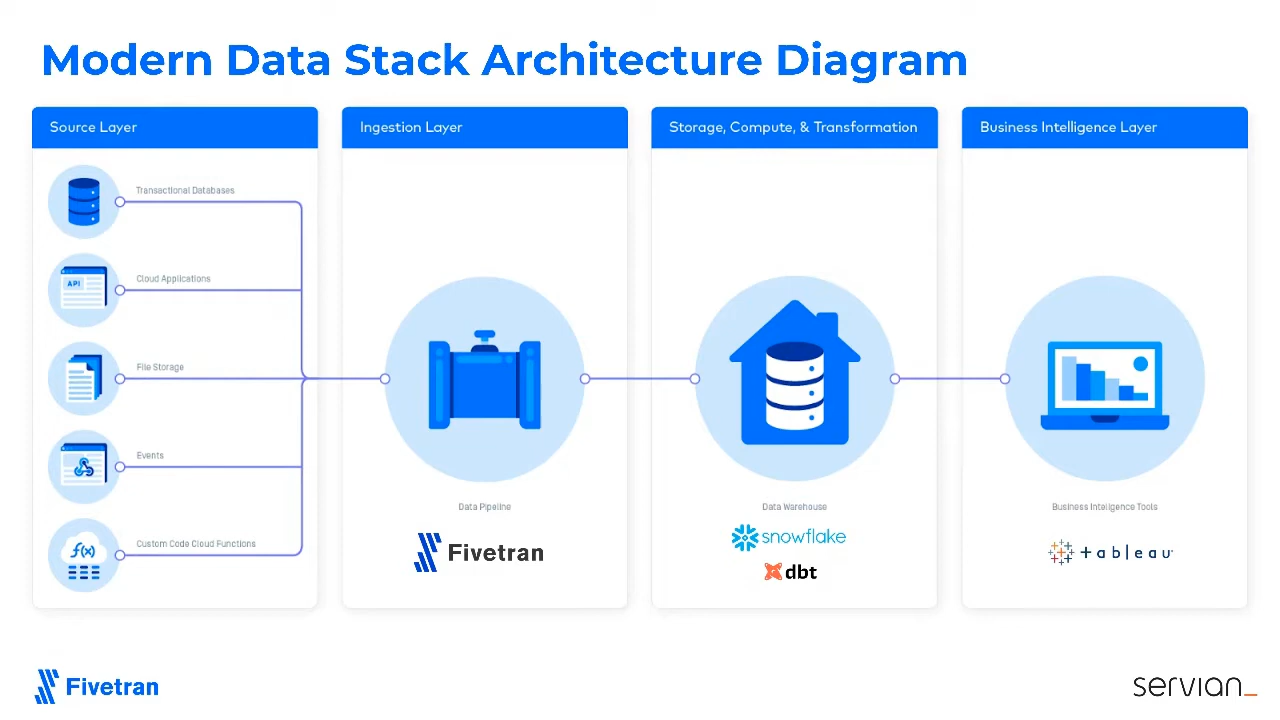 Modern Data Stack Architecture Diagram
Source Layer
Transactional Databases
API
Cloud Applications
File Storage
Events
f(x)
Custom Code Cloud Functions
Ingestion Layer
Data Pipeline
Fivetran
Storage, Compute, & Transformation
Data Warehouse
snowflake
dbt
Business Intelligence Layer
Business Intelligence Tools
+ableau
Fivetran
servian_